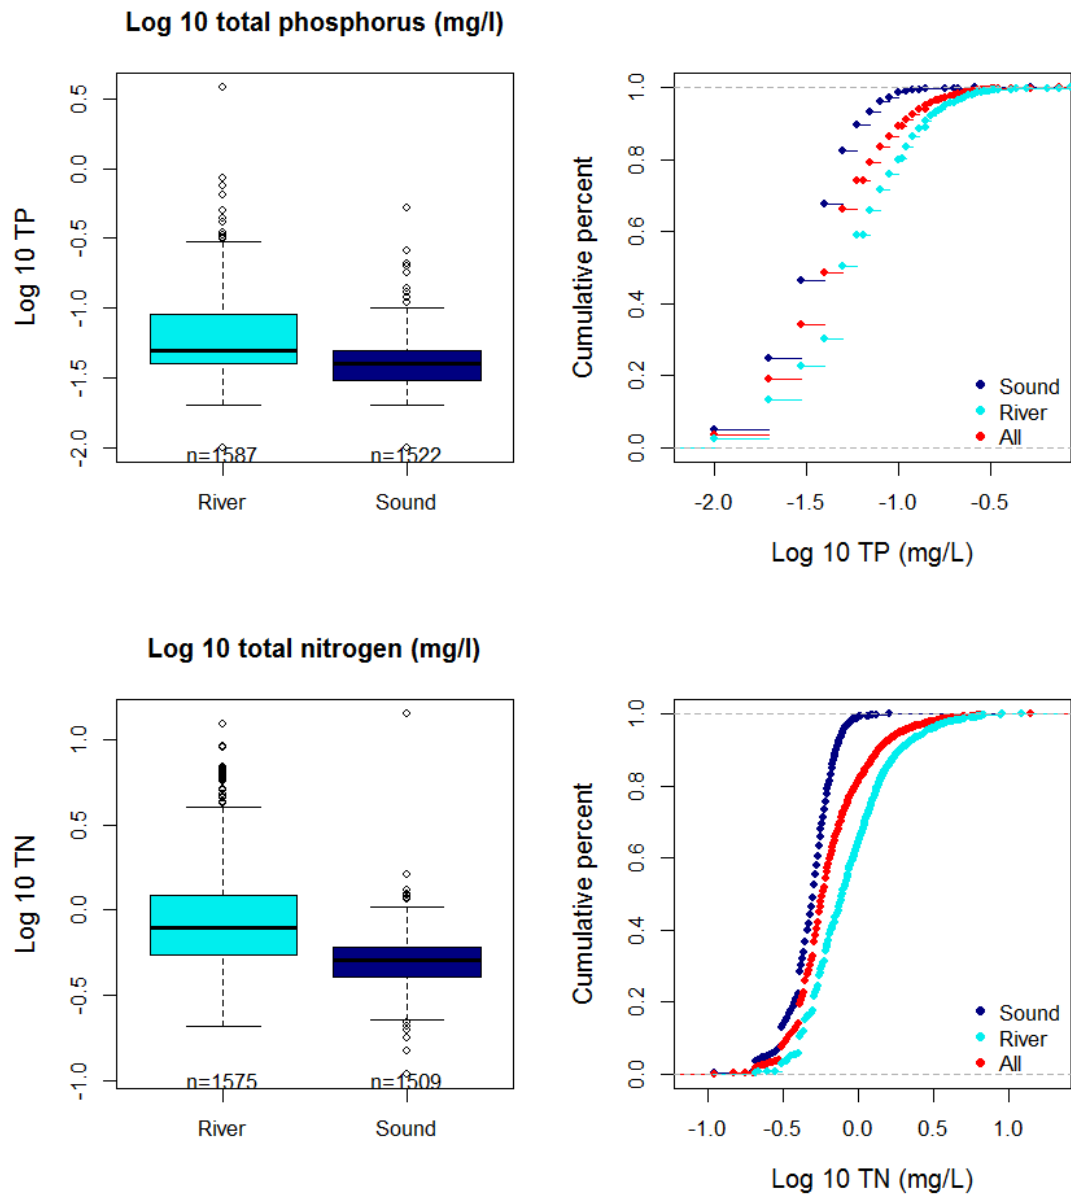 Log 10 total phosphorus (mg/l)
Log 10 TP
0.5
0.0
-0.5
-1.0
-1.5
-2.0
n=1587
n=1522
River
Sound
Cumulative percent
1.0
0.8
0.6
0.4
0.2
0.0
Sound
River
All
-2.0
-1.5
-1.0
-0.5
Log 10 TP (mg/L)
Log 10 total nitrogen (mg/l)
Log 10 TN
1.0
0.5
0.0
-0.5
-1.0
n=1575
n=1509
River
Sound
Cumulative percent
1.0
0.8
0.6
0.4
0.2
0.0
Sound
River
All
-1.0
-0.5
0.0
0.5
1.0
Log 10 TN (mg/L)